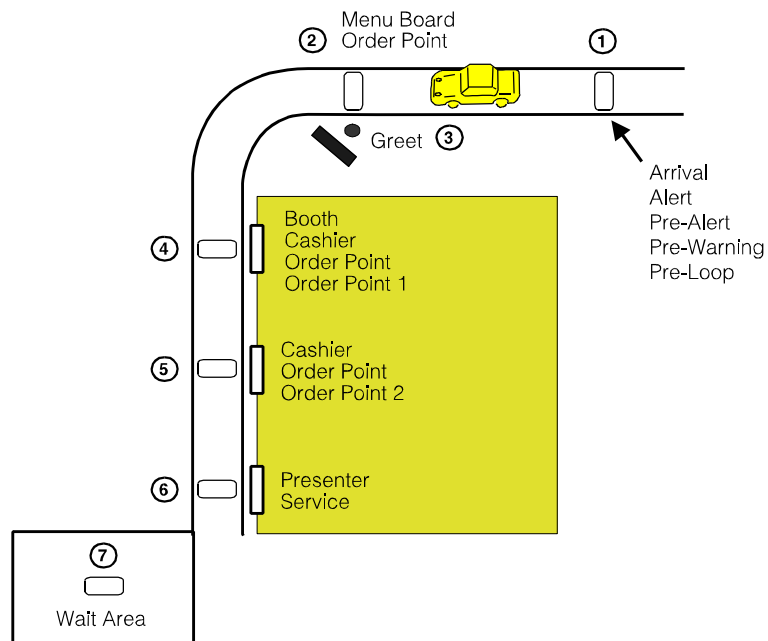 Menu Board
② Order Point ①
Greet ③
Arrival
Alert
Pre-Alert
Pre-Warning
Pre-Loop
④ Booth
Cashier
Order Point
Order Point 1
⑤ Cashier
Order Point
Order Point 2
⑥ Presenter
Service
⑦
Wait Area